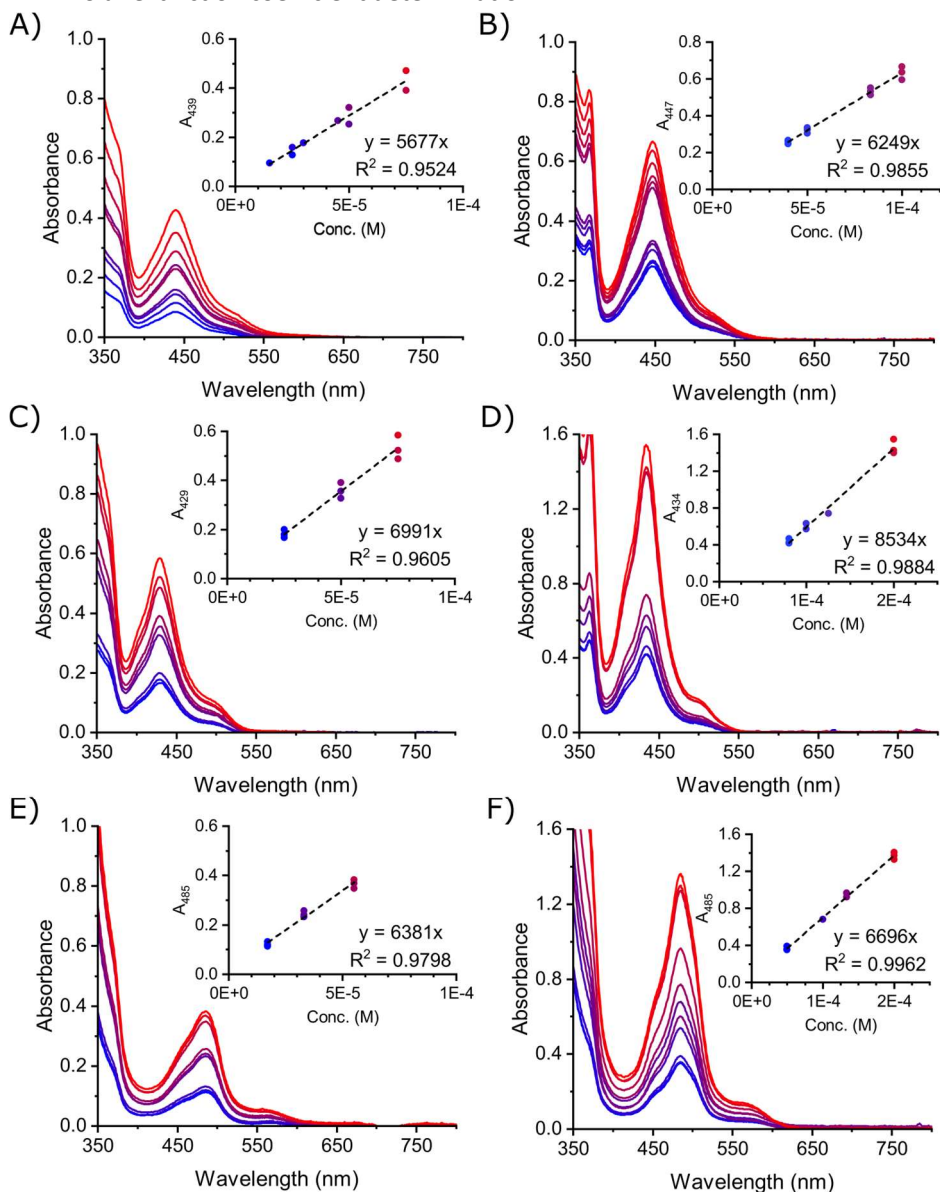 A)
Absorbance
1.0
0.8
0.6
0.4
0.2
0.0
350 450 550 650 750
Wavelength (nm)
A439
0.6
0.4
0.2
0.0
0E+0 5E-5 1E-4
Conc. (M)
y = 5677x
R² = 0.9524
B)
Absorbance
1.0
0.8
0.6
0.4
0.2
0.0
350 450 550 650 750
Wavelength (nm)
A447
0.8
0.6
0.4
0.2
0.0
0E+0 5E-5 1E-4
Conc. (M)
y = 6249x
R² = 0.9855
C)
Absorbance
1.0
0.8
0.6
0.4
0.2
0.0
350 450 550 650 750
Wavelength (nm)
A429
0.6
0.4
0.2
0.0
0E+0 5E-5 1E-4
Conc. (M)
y = 6991x
R² = 0.9605
D)
Absorbance
1.6
1.2
0.8
0.4
0.0
350 450 550 650 750
Wavelength (nm)
A434
1.6
1.2
0.8
0.4
0.0
0E+0 1E-4 2E-4
Conc. (M)
y = 8534x
R² = 0.9884
E)
Absorbance
1.0
0.8
0.6
0.4
0.2
0.0
350 450 550 650 750
Wavelength (nm)
A485
0.6
0.4
0.2
0.0
0E+0 5E-5 1E-4
Conc. (M)
y = 6381x
R² = 0.9798
F)
Absorbance
1.6
1.2
0.8
0.4
0.0
350 450 550 650 750
Wavelength (nm)
A485
1.6
1.2
0.8
0.4
0.0
0E+0 1E-4 2E-4
Conc. (M)
y = 6696x
R² = 0.9962